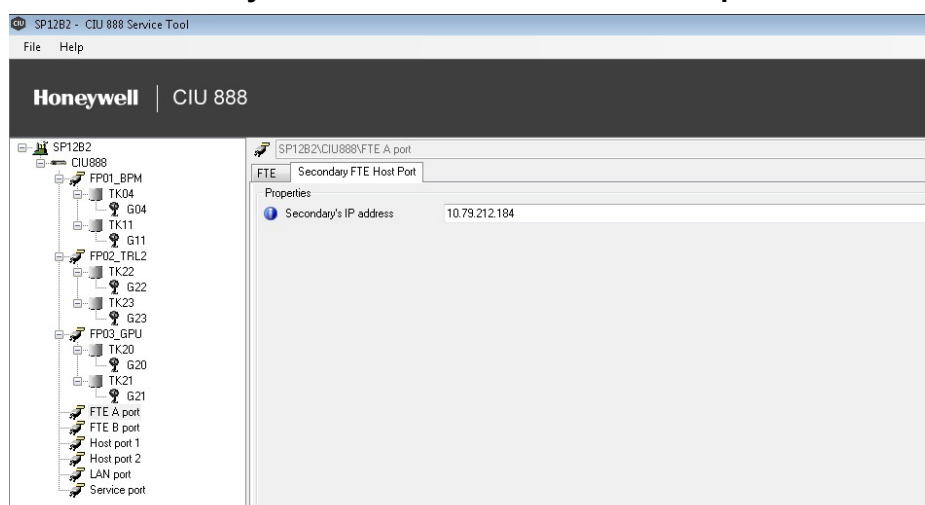 SP12B2 - CIU 888 Service Tool
File Help
Honeywell CIU 888
SP12B2
CIU888
FP01_BPM
TK04
G04
TK11
G11
FP02_TRL2
TK22
G22
TK23
G23
FP03_GPU
TK20
G20
TK21
G21
FTE A port
FTE B port
Host port 1
Host port 2
LAN port
Service port
SP12B2\CIU888\FTE A port
FTE Secondary FTE Host Port
Properties
Secondary's IP address 10.79.212.184